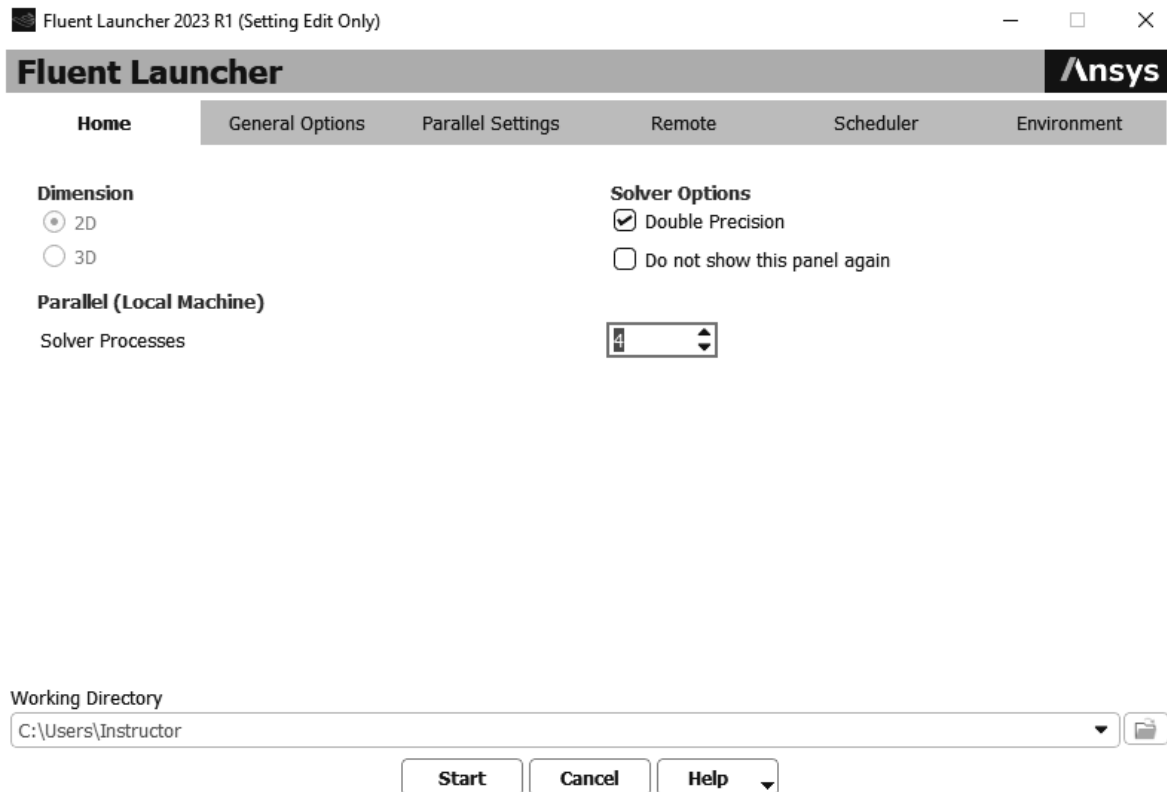 Fluent Launcher 2023 R1 (Setting Edit Only)
Fluent Launcher
Ansys
Home General Options Parallel Settings Remote Scheduler Environment
Dimension
2D
3D
Solver Options
Double Precision
Do not show this panel again
Parallel (Local Machine)
Solver Processes 4
Working Directory
C:\Users\Instructor
Start Cancel Help